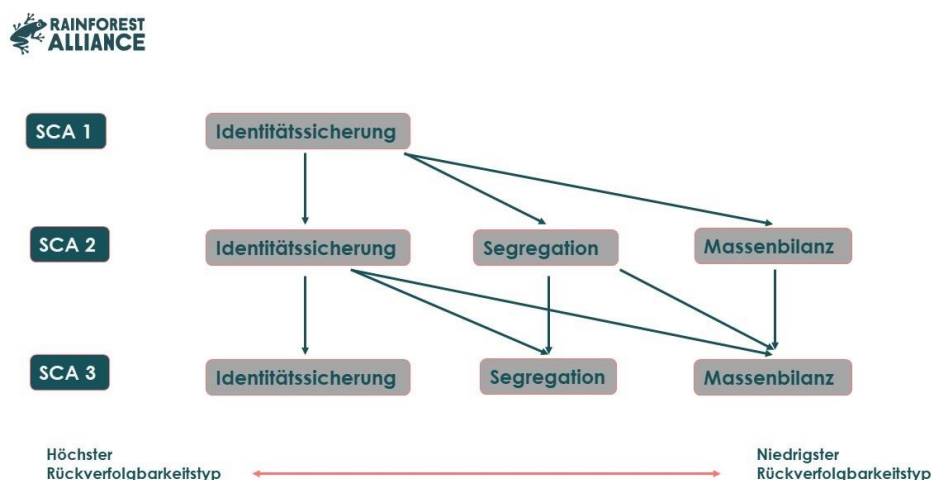 RAINFOREST
ALLIANCE
SCA 1
Identitätssicherung
SCA 2
Identitätssicherung
Segregation
Massenbilanz
SCA 3
Identitätssicherung
Segregation
Massenbilanz
Höchster
Rückverfolgbarkeitstyp
Niedrigster
Rückverfolgbarkeitstyp